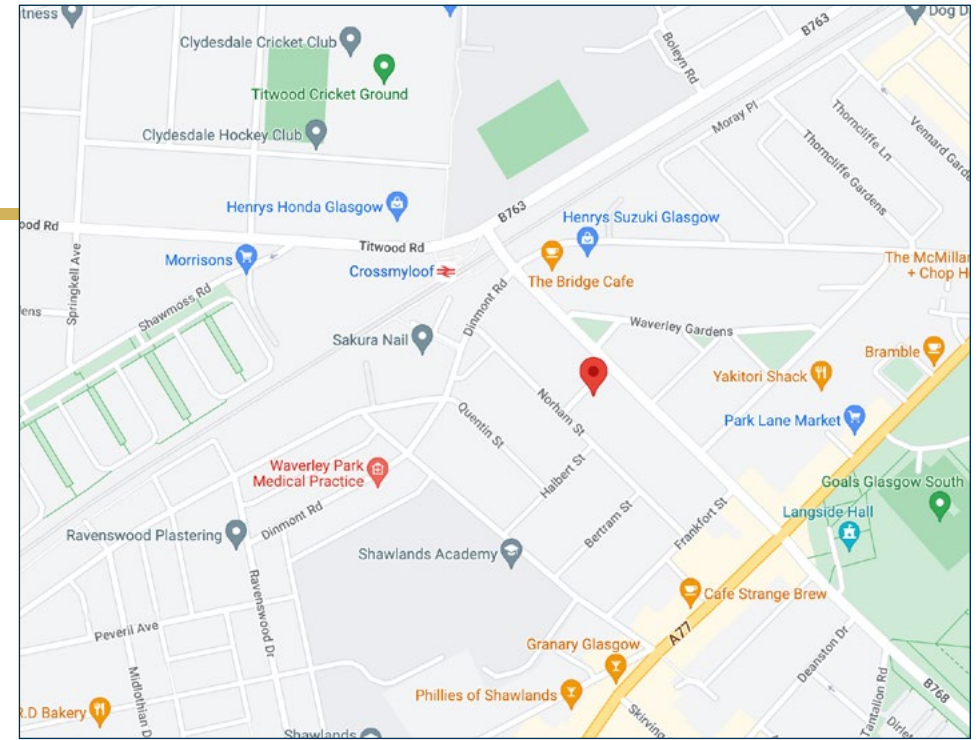 tness
Dog D
B763
Clydesdale Cricket Club
Boleyn Rd
Titwood Cricket Ground
Moray Pl
Thorncliffe Ln
Vennard Garde
Clydesdale Hockey Club
Thorncliffe Gardens
Henrys Honda Glasgow
B763
Henrys Suzuki Glasgow
ood Rd
Titwood Rd
Springkell Ave
Morrisons
Crossmyloof
The Bridge Cafe
The McMillan
+ Chop H
Shawmoss Rd
ens
Dinmont Rd
Waverley Gardens
Sakura Nail
Bramble
Yakitori Shack
Quentin St
Norham St
Park Lane Market
Waverley Park
Medical Practice
Halbert St
Goals Glasgow South
Langside Hall
Dinmont Rd
Bertram St
Frankfort St
Ravenswood Plastering
Shawlands Academy
Ravenswood Dr
Cafe Strange Brew
Peveril Ave
A77
Granary Glasgow
Deanston Dr
Midlothian D
Phillies of Shawlands
Tantallon Rd
B768
R.D Bakery
Skirving
Dirlet
Shawlands